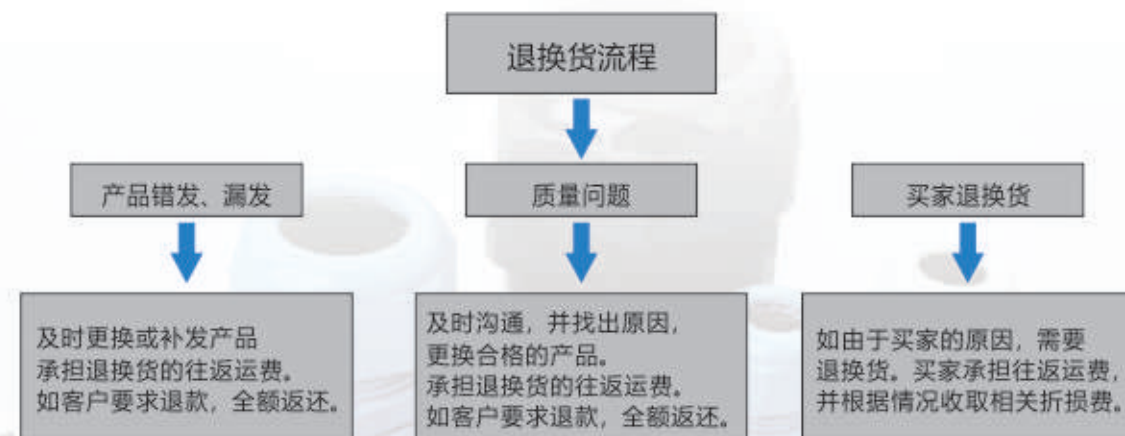 退换货流程
产品错发、漏发
质量问题
买家退换货
及时更换或补发产品
承担退换货的往返运费。
如客户要求退款，全额返还。
及时沟通，并找出原因，
更换合格的产品。
承担退换货的往返运费。
如客户要求退款，全额返还。
如由于买家的原因，需要
退换货。买家承担往返运费，
并根据情况收取相关折损费。